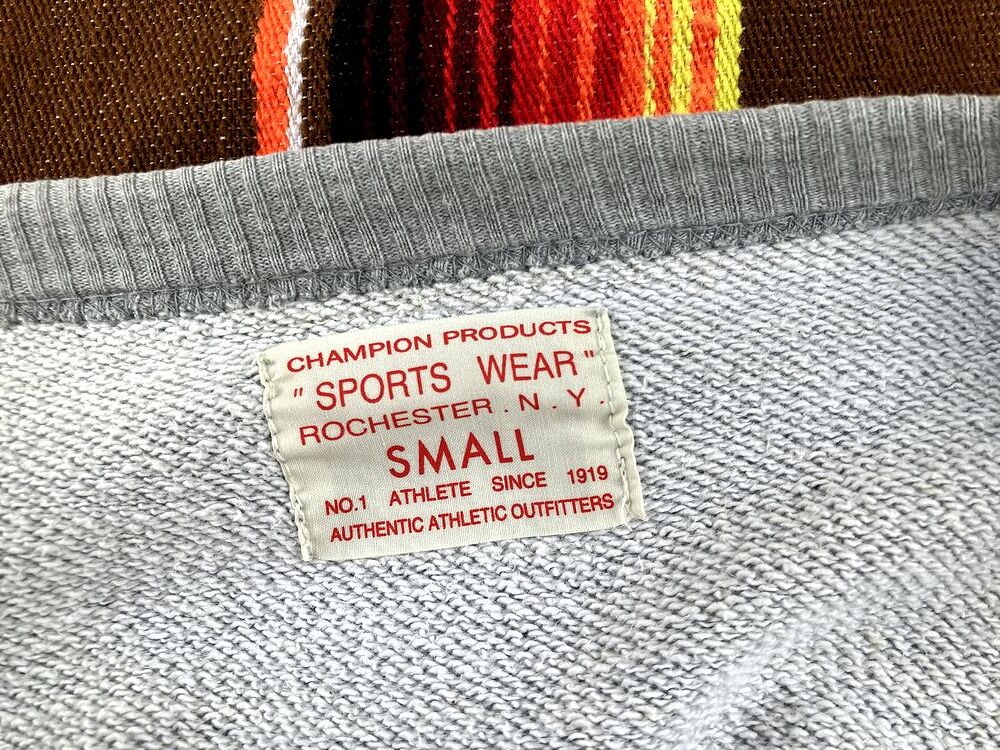 CHAMPION PRODUCTS
" SPORTS WEAR "
ROCHESTER . N . Y .
SMALL
NO.1 ATHLETE SINCE 1919
AUTHENTIC ATHLETIC OUTFITTERS